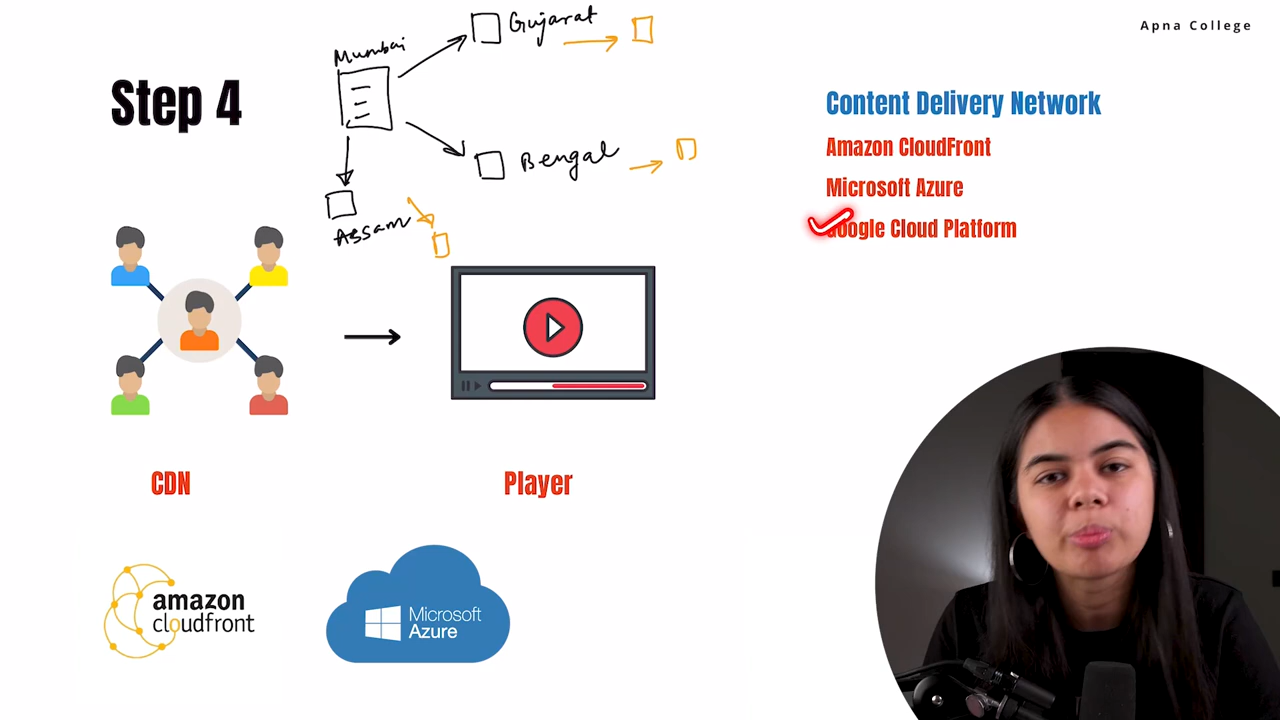 Apna College
Step 4
Mumbai
Gujarat
Bengal
Assam
Content Delivery Network
Amazon CloudFront
Microsoft Azure
Google Cloud Platform
CDN
Player
amazon
cloudfront
Microsoft
Azure